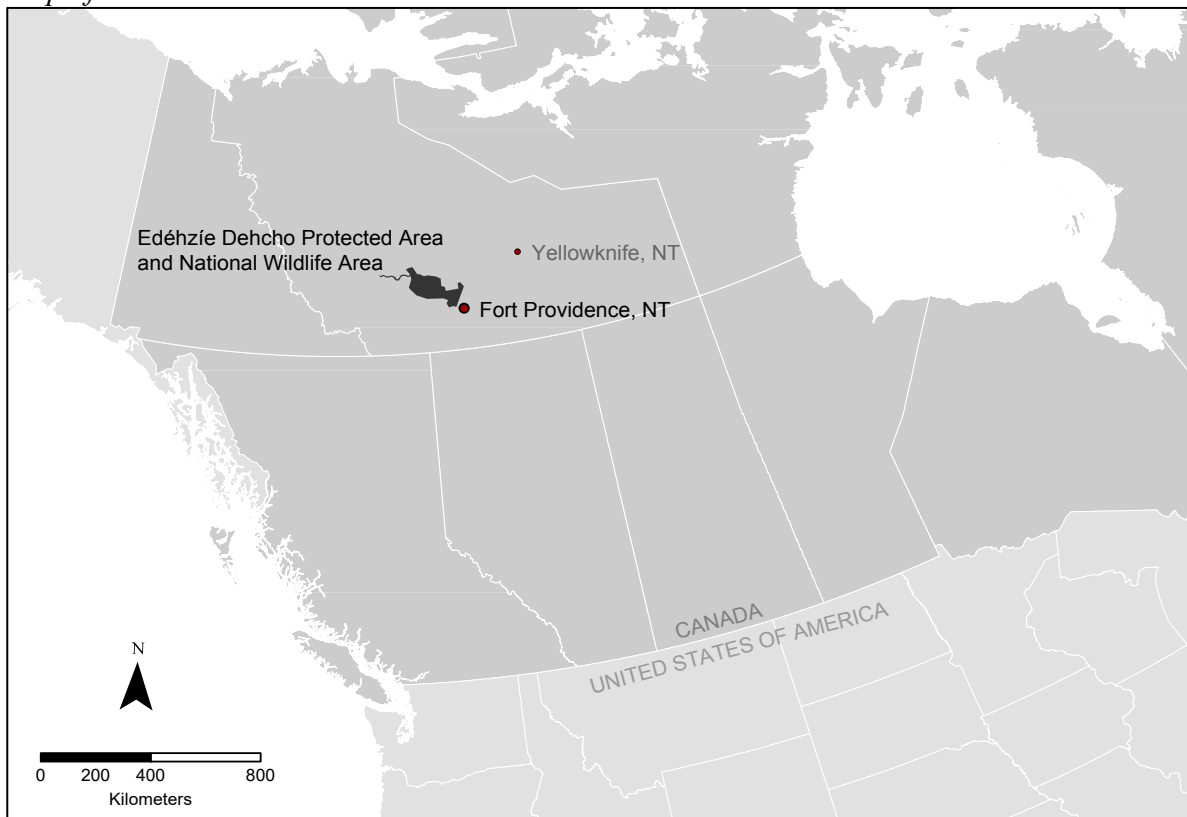 Edéhzíe Dehcho Protected Area
and National Wildlife Area
Yellowknife, NT
Fort Providence, NT
CANADA
UNITED STATES OF AMERICA
N
0 200 400 800
Kilometers